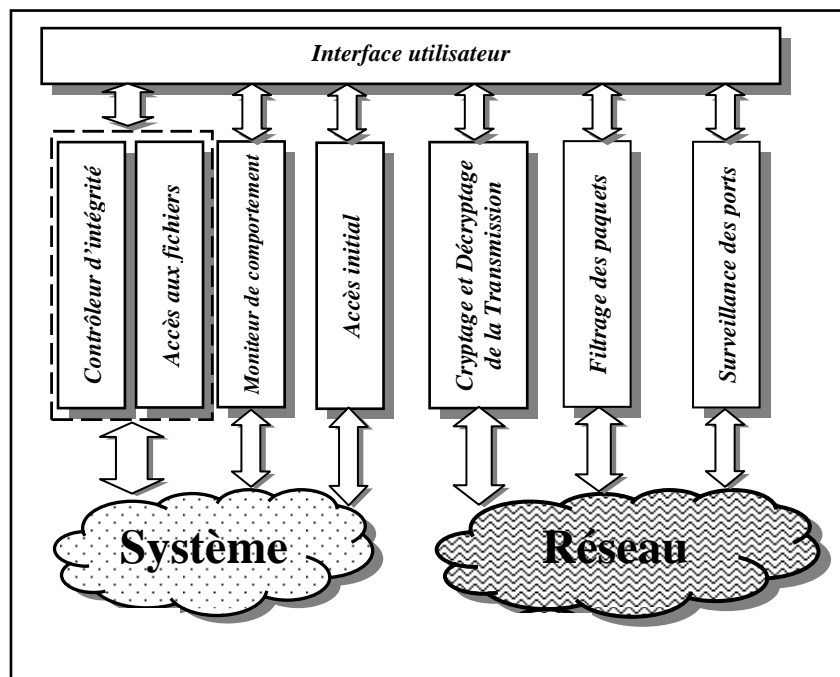 Interface utilisateur
Contrôleur d'intégrité
Accès aux fichiers
Moniteur de comportement
Accès initial
Cryptage et Décryptage
de la Transmission
Filtrage des paquets
Surveillance des ports
Système
Réseau